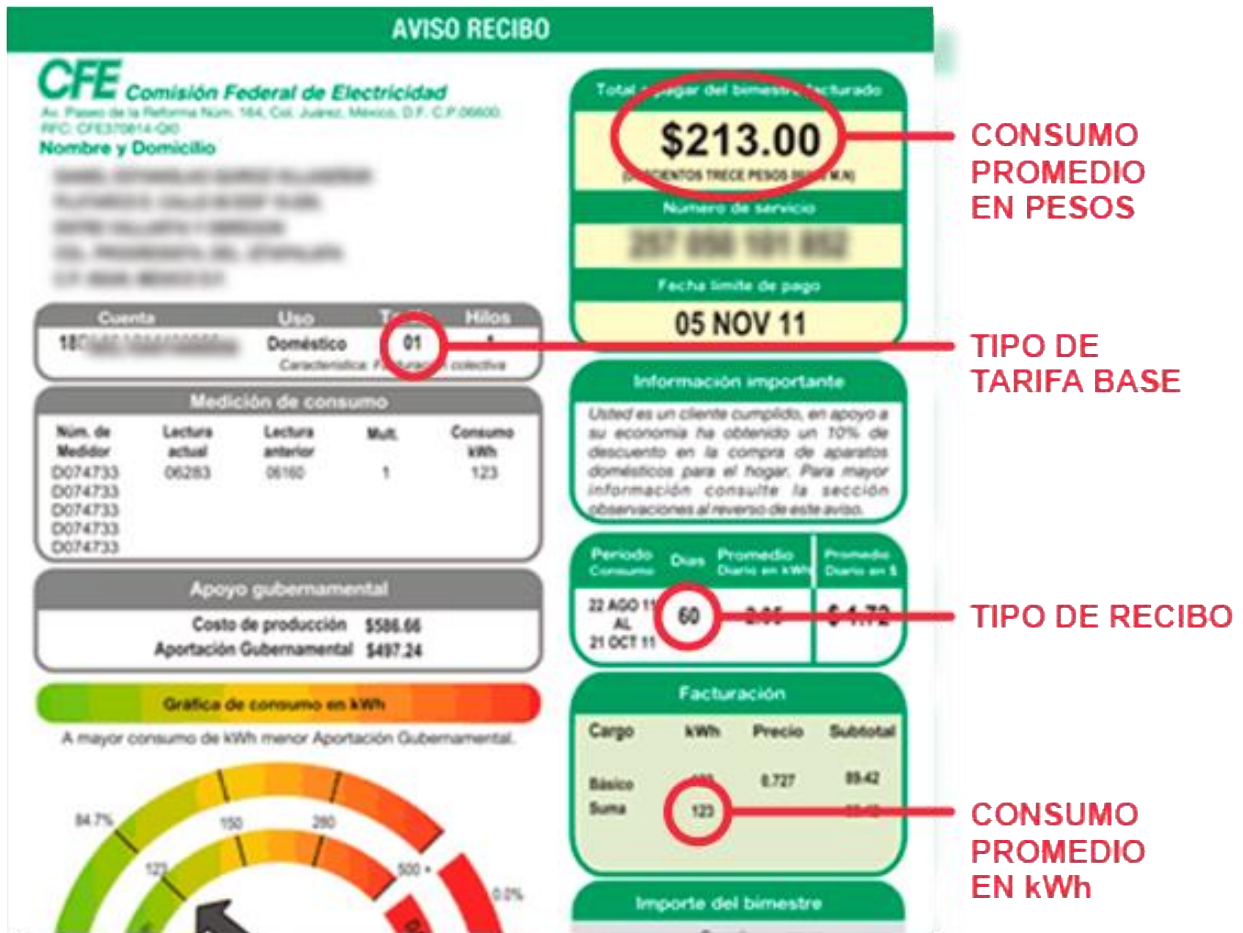 AVISO RECIBO
CFE Comisión Federal de Electricidad
Av. Paseo de la Reforma Núm. 164, Col. Juárez, México, D.F. C.P.06600.
RFC: CFE370814-QI0
Nombre y Domicilio
Cuenta Uso Hilos
Doméstico 01
Característica: Facturación colectiva
Medición de consumo
Núm. de Lectura Lectura Mult. Consumo
Medidor actual anterior kWh
D074733 06283 06160 1 123
D074733
D074733
D074733
D074733
Apoyo gubernamental
Costo de producción $586.66
Aportación Gubernamental $497.24
Gráfica de consumo en kWh
A mayor consumo de kWh menor Aportación Gubernamental.
84.7%
150
280
123
500 +
0.0%
Total a pagar del bimestre facturado
$213.00
TRECE PESOS M.N)
Número de servicio
Fecha límite de pago
05 NOV 11
Información importante
Usted es un cliente cumplido, en apoyo a
su economía ha obtenido un 10% de
descuento en la compra de aparatos
domésticos para el hogar. Para mayor
información consulte la sección
observaciones al reverso de este aviso.
Periodo Días Promedio Promedio
Consumo Diario en kWh Diario en $
22 AGO 11 60 $ 1.72
AL
21 OCT 11
Facturación
Cargo kWh Precio Subtotal
Básico 0.727 89.42
Suma 123
Importe del bimestre
CONSUMO
PROMEDIO
EN PESOS
TIPO DE
TARIFA BASE
TIPO DE RECIBO
CONSUMO
PROMEDIO
EN kWh